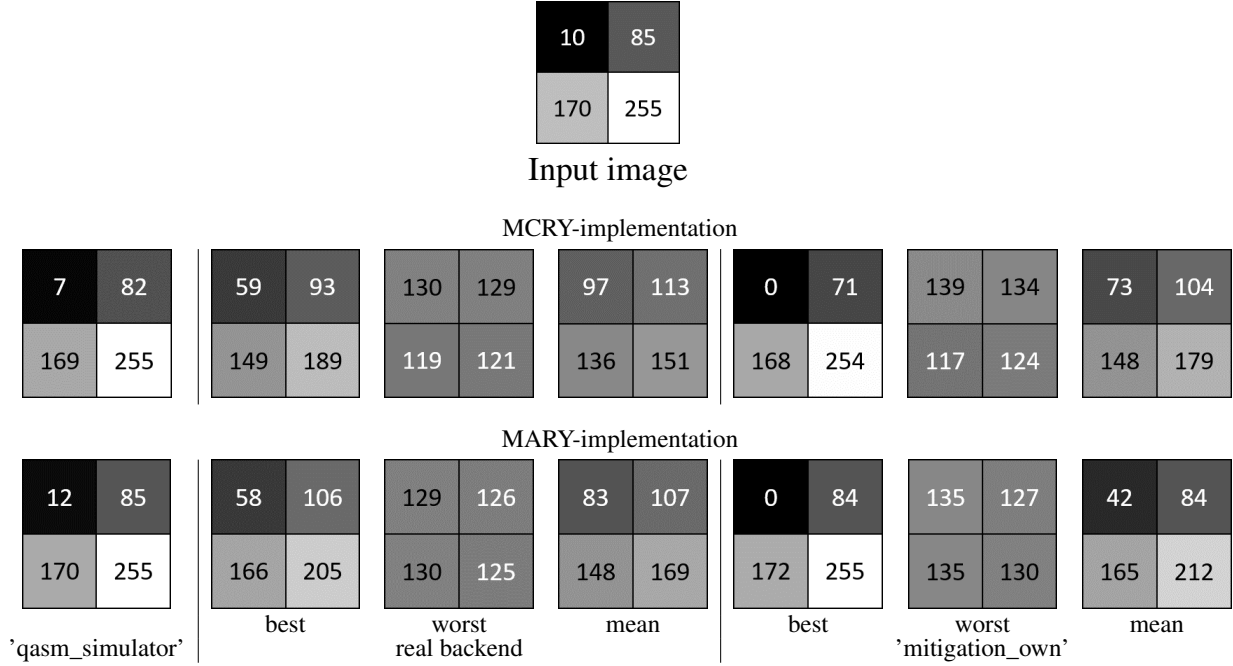 10 85
170 255
Input image
MCRY-implementation
7 82 59 93 130 129 97 113 0 71 139 134 73 104
169 255 149 189 119 121 136 151 168 254 117 124 148 179
MARY-implementation
12 85 58 106 129 126 83 107 0 84 135 127 42 84
170 255 166 205 130 125 148 169 172 255 135 130 165 212
best worst mean best worst mean
’qasm_simulator’ real backend ’mitigation_own’